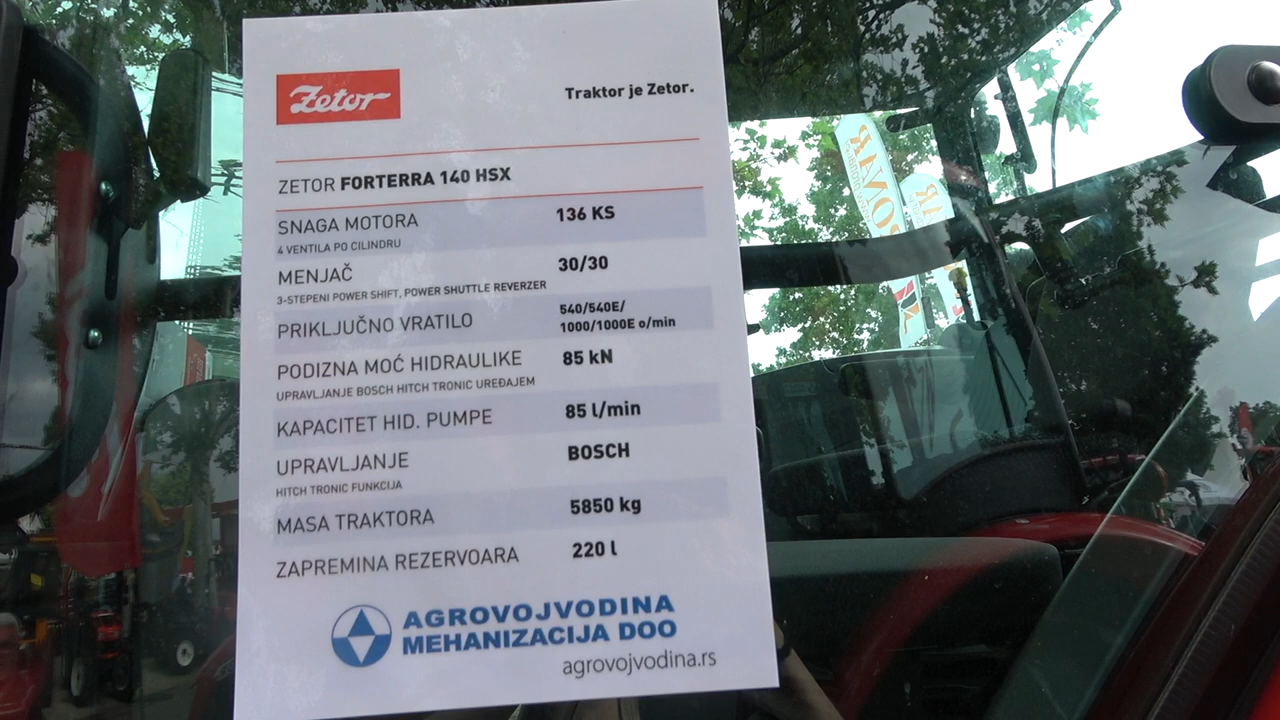 Zetor
Traktor je Zetor.
ZETOR FORTERRA 140 HSX
SNAGA MOTORA 136 KS
4 VENTILA PO CILINDRU
MENJAČ 30/30
3-STEPENI POWER SHIFT, POWER SHUTTLE REVERZER
PRIKLJUČNO VRATILO 540/540E/
1000/1000E o/min
PODIZNA MOĆ HIDRAULIKE 85 kN
UPRAVLJANJE BOSCH HITCH TRONIC UREĐAJEM
KAPACITET HID. PUMPE 85 l/min
UPRAVLJANJE BOSCH
HITCH TRONIC FUNKCIJA
MASA TRAKTORA 5850 kg
ZAPREMINA REZERVOARA 220 l
AGROVOJVODINA
MEHANIZACIJA DOO
agrovojvodina.rs